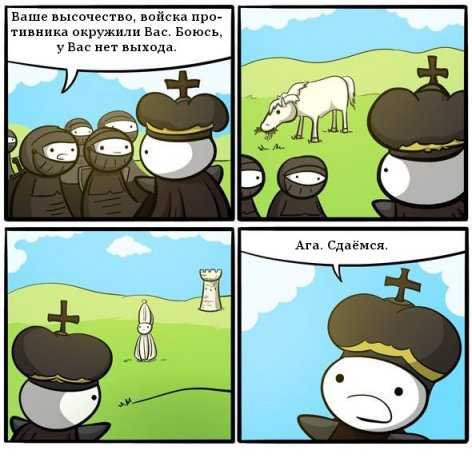 Ваше высочество, войска про-
тивника окружили Вас. Боюсь,
у Вас нет выхода.
Ага. Сдаёмся.